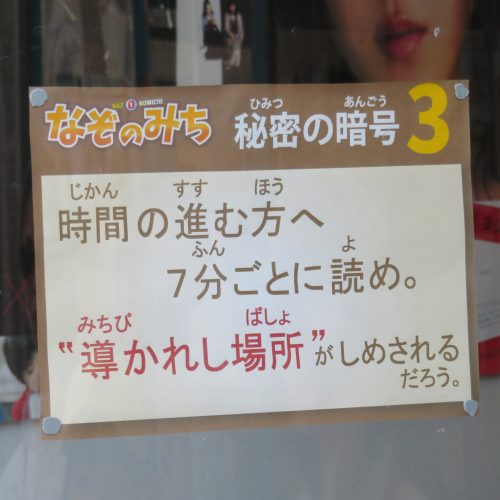 NAZ NOMICHI
なぞのみち
ひみつ あんごう
秘密の暗号3
じかん すす ほう
時間の進む方へ
ふん よ
7分ごとに読め。
みちび ばしょ
“導かれし場所”がしめされる
だろう。